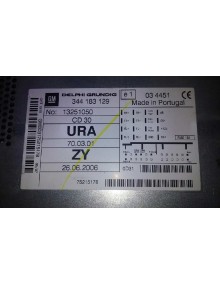 GM DELPHI GRUNDIG
344 183 129
e1 03 4451
Made in Portugal
No: 13251050
CD 30
URA
70.03.01
ZY
26.06.2006